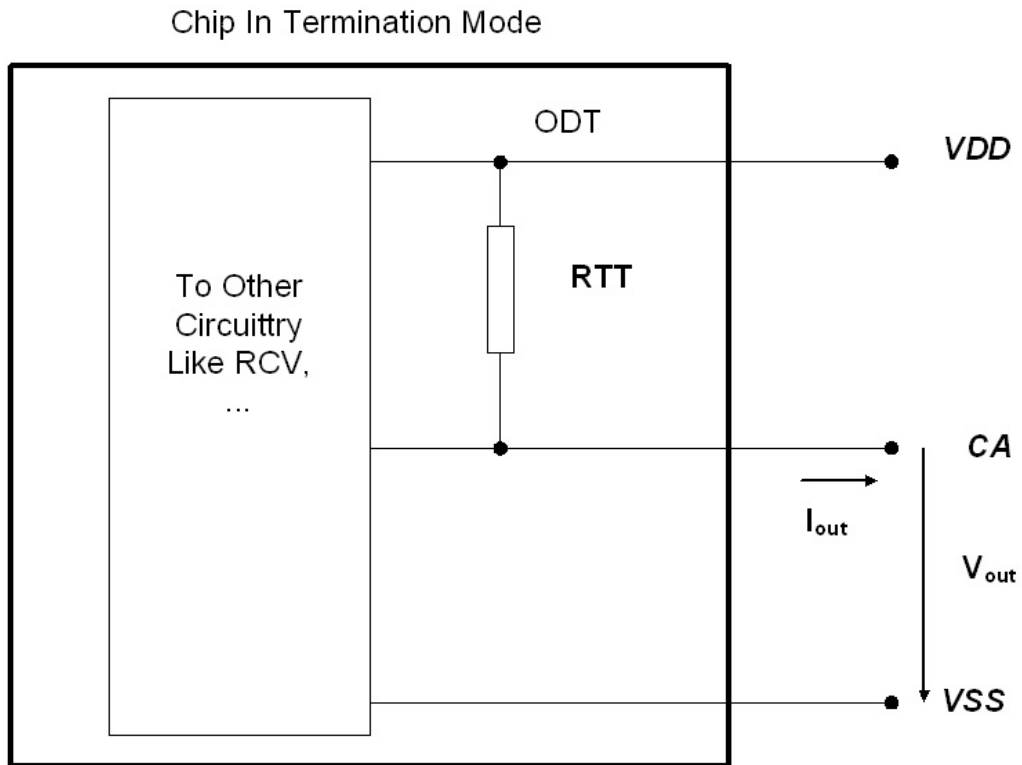 Chip In Termination Mode
ODT
VDD
RTT
To Other
Circuittry
Like RCV,
...
CA
Iout
Vout
VSS